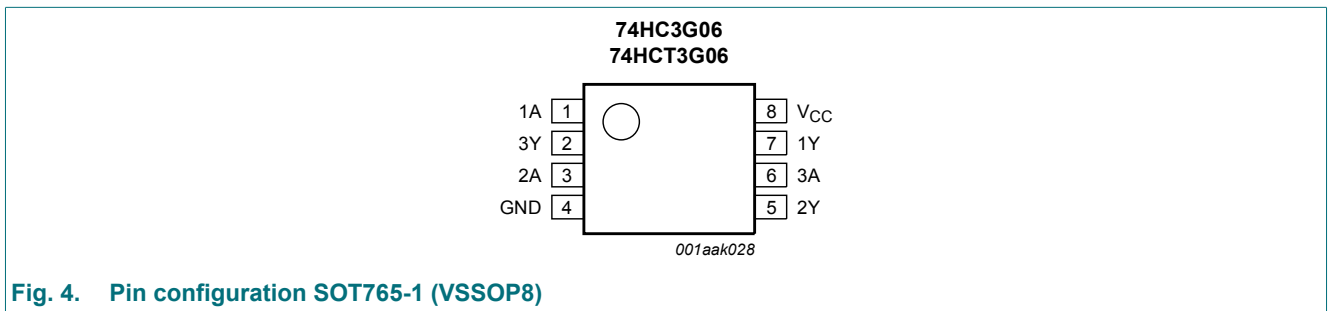 74HC3G06
74HCT3G06
1A 1 8 VCC
3Y 2 7 1Y
2A 3 6 3A
GND 4 5 2Y
001aak028
Fig. 4. Pin configuration SOT765-1 (VSSOP8)